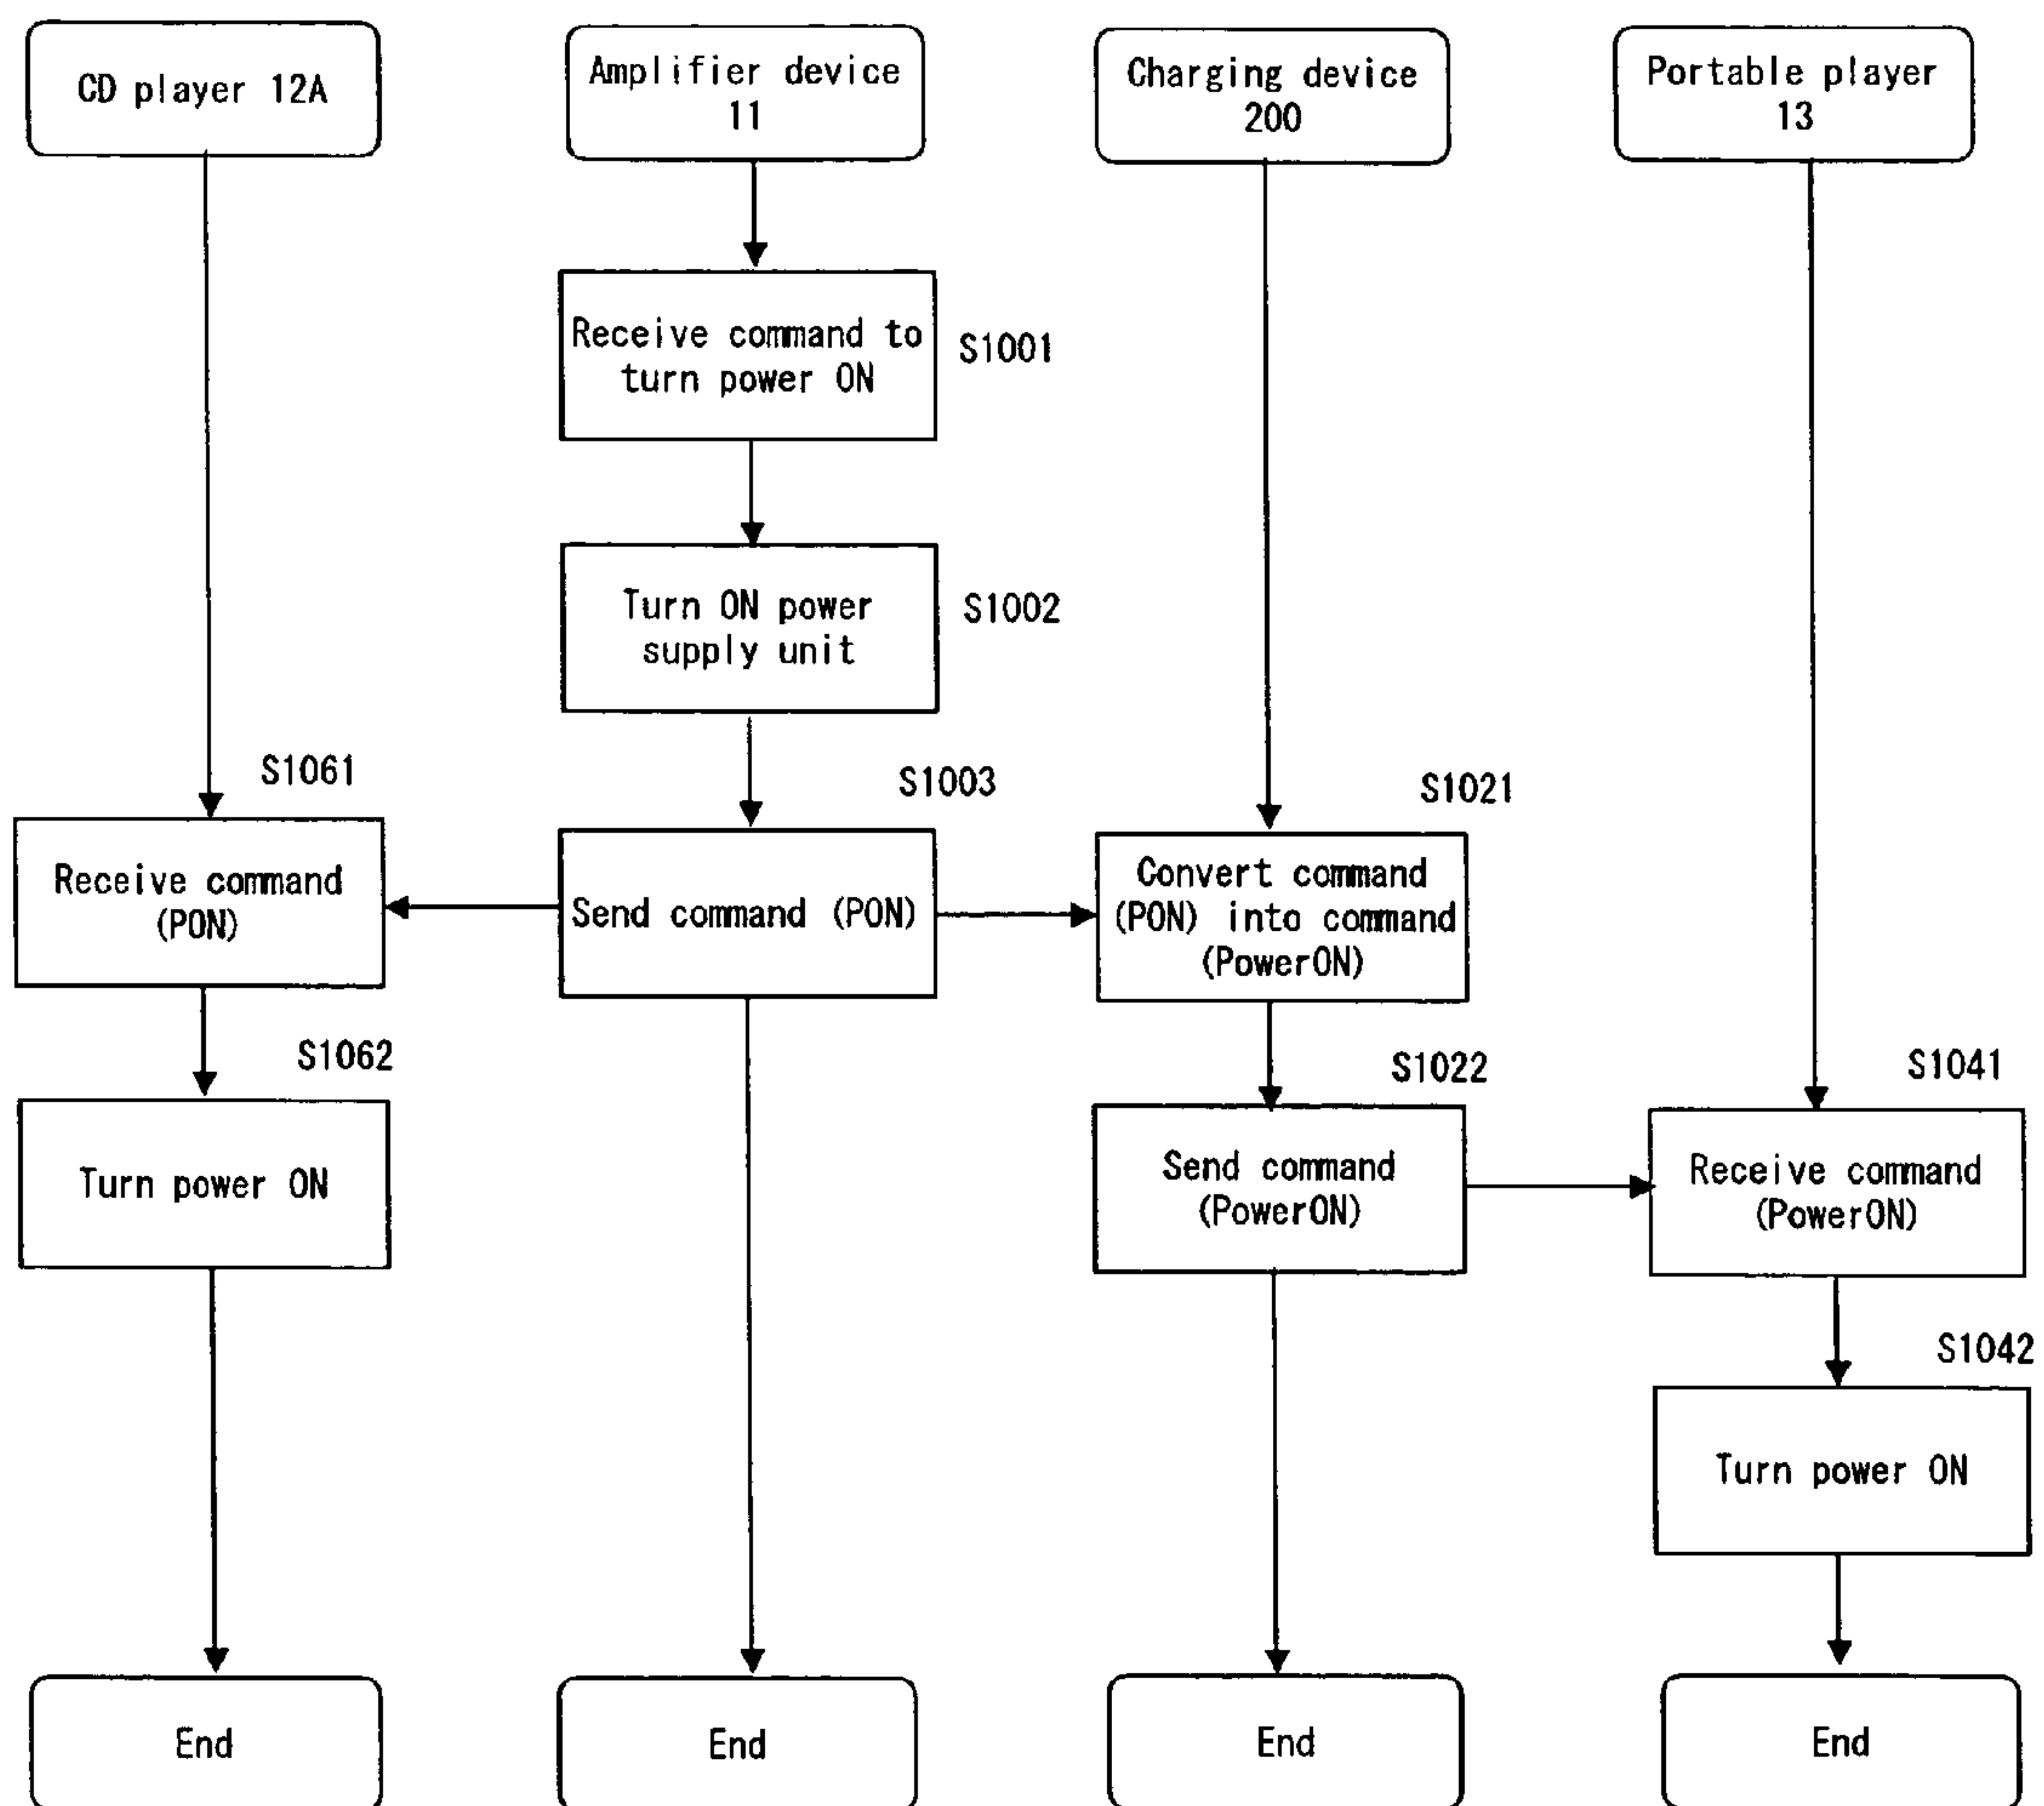 CD player 12A
Amplifier device
11
Charging device
200
Portable player
13
Receive command to
turn power ON
S1001
Turn ON power
supply unit
S1002
S1061
S1003
S1021
Receive command
(PON)
Send command (PON)
Convert command
(PON) into command
(PowerON)
S1062
S1022
S1041
Turn power ON
Send command
(PowerON)
Receive command
(PowerON)
S1042
Turn power ON
End
End
End
End